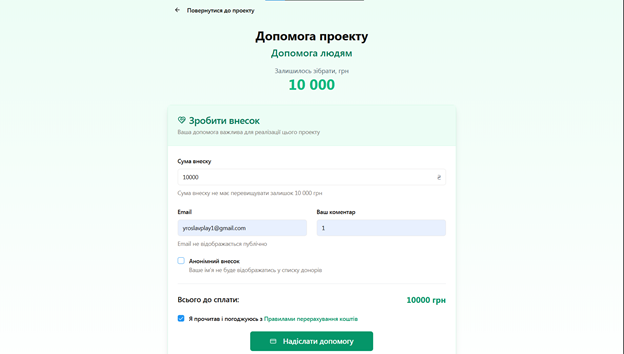 Повернутися до проекту
Допомога проекту
Допомога людям
Залишилось зібрати, грн
10 000
Зробити внесок
Ваша допомога важлива для реалізації цього проекту
Сума внеску
10000 ₴
Сума внеску не має перевищувати залишок 10 000 грн
Email Ваш коментар
yroslavplay1@gmail.com 1
Email не відображається публічно
Анонімний внесок
Ваше ім'я не буде відображатись у списку донорів
Всього до сплати: 10000 грн
Я прочитав і погоджуюсь з Правилами перерахування коштів
Надіслати допомогу